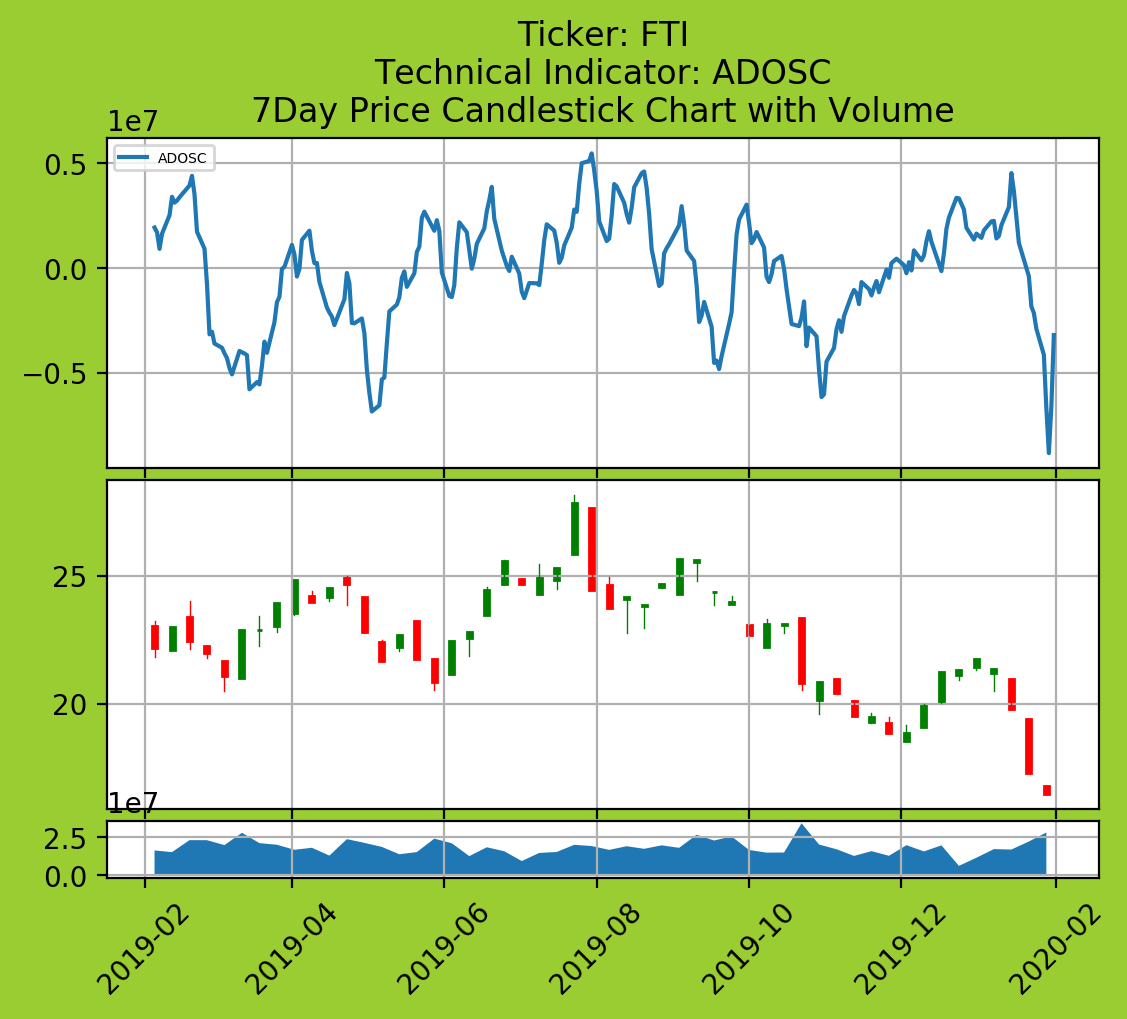 Ticker: FTI
Technical Indicator: ADOSC
7Day Price Candlestick Chart with Volume
1e7
ADOSC
0.5
0.0
−0.5
25
20
1e7
2.5
0.0
2019-02
2019-04
2019-06
2019-08
2019-10
2019-12
2020-02